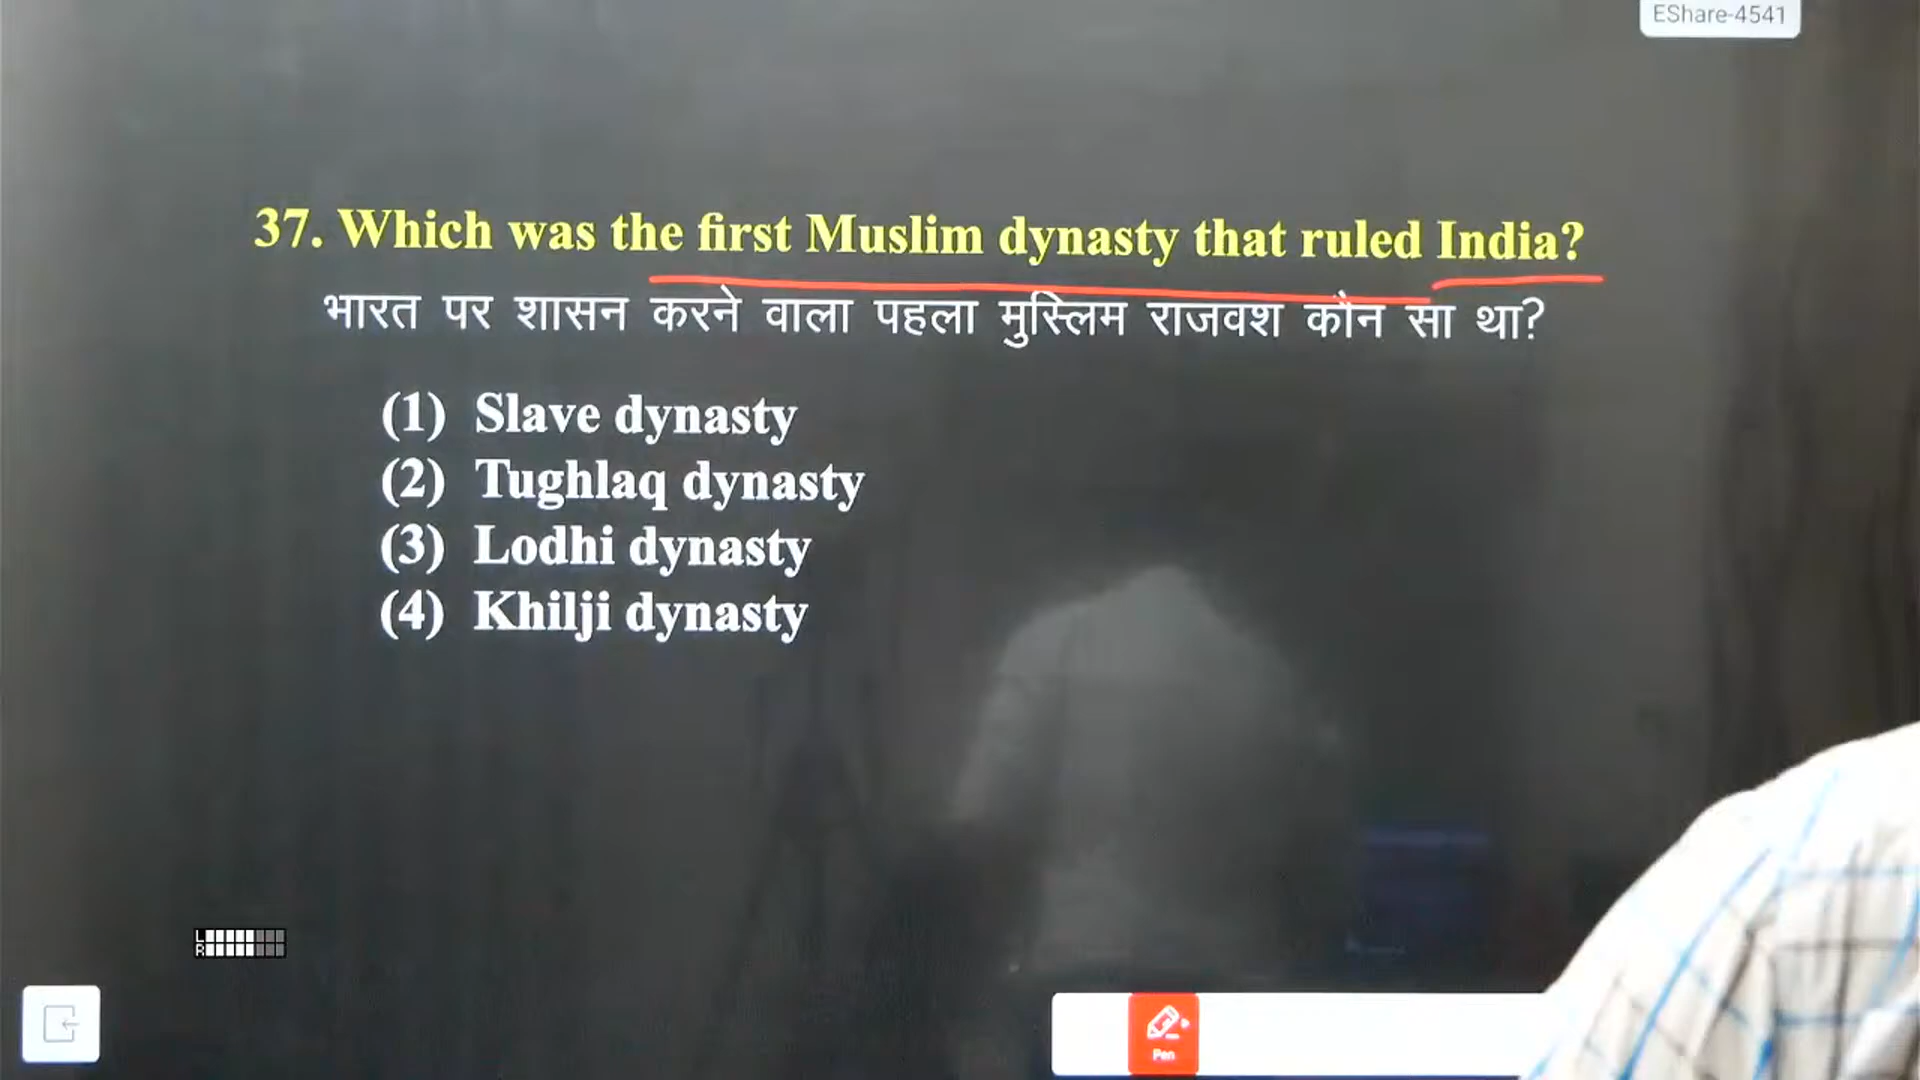 EShare-4541
37. Which was the first Muslim dynasty that ruled India?
भारत पर शासन करने वाला पहला मुस्लिम राजवश कौन सा था?
(1) Slave dynasty
(2) Tughlaq dynasty
(3) Lodhi dynasty
(4) Khilji dynasty
L
R
Pen